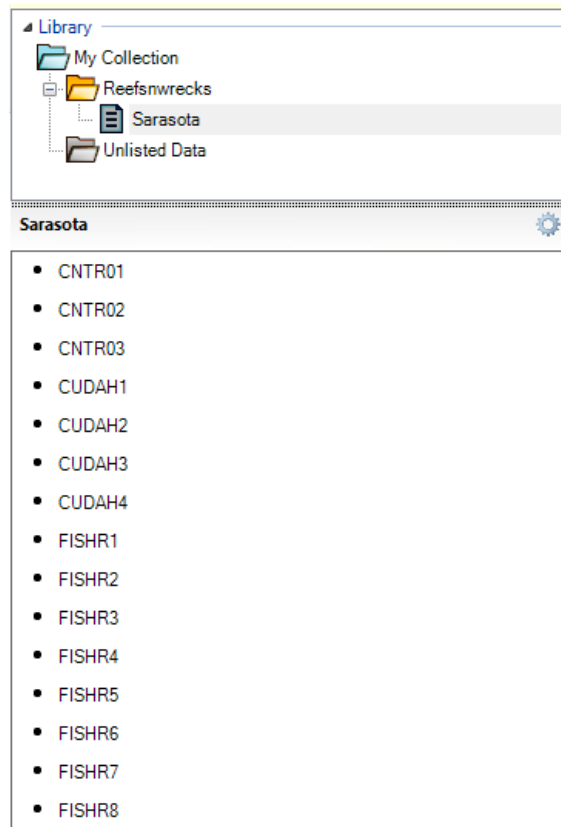 Library
My Collection
Reefsnwrecks
Sarasota
Unlisted Data
Sarasota
CNTR01
CNTR02
CNTR03
CUDAH1
CUDAH2
CUDAH3
CUDAH4
FISHR1
FISHR2
FISHR3
FISHR4
FISHR5
FISHR6
FISHR7
FISHR8